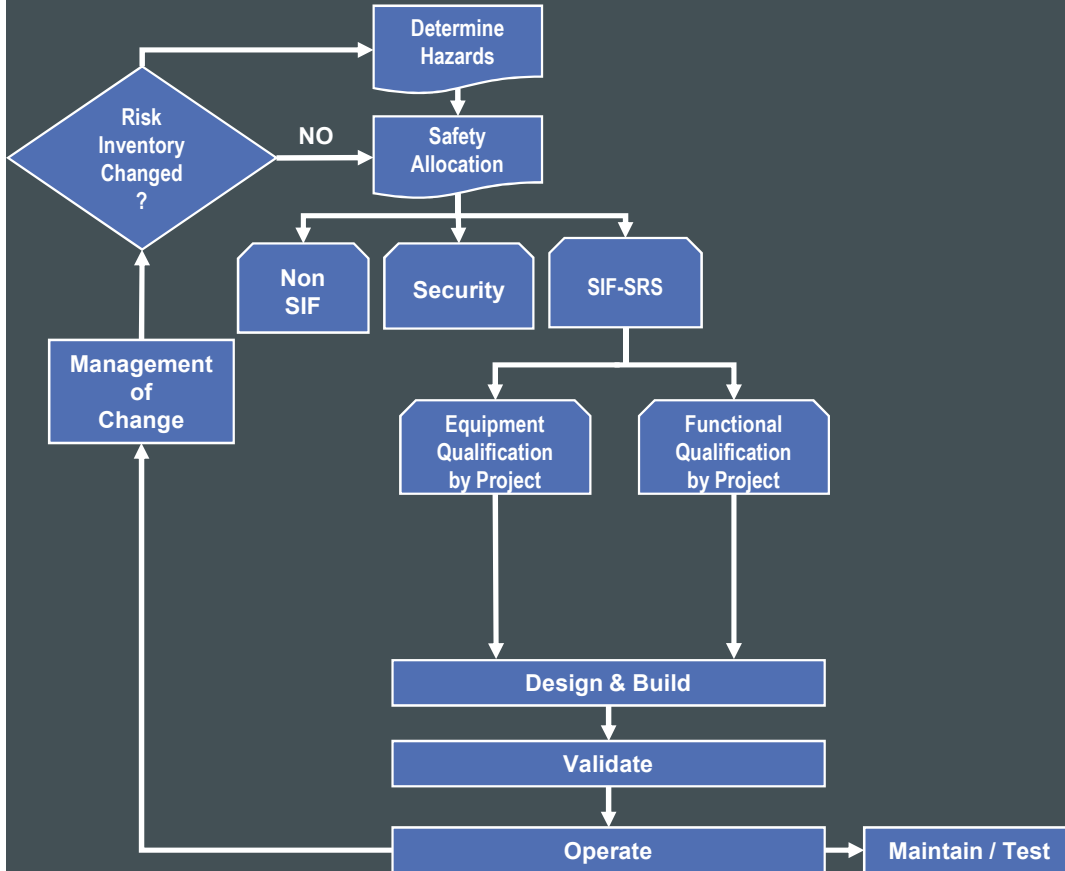 Determine
Hazards
Risk
Inventory
Changed
?
NO
Safety
Allocation
Non
SIF
Security
SIF-SRS
Management
of
Change
Equipment
Qualification
by Project
Functional
Qualification
by Project
Design & Build
Validate
Operate
Maintain / Test